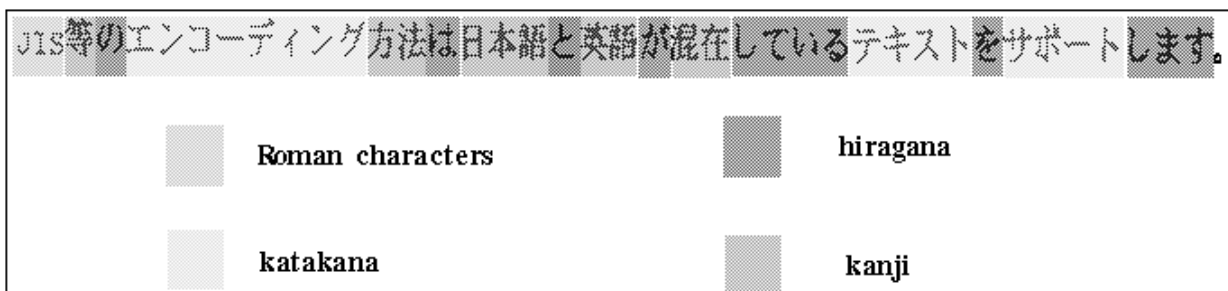 JIS等のエンコーディング方法は日本語と英語が混在しているテキストをサポートします。
Roman characters
hiragana
katakana
kanji